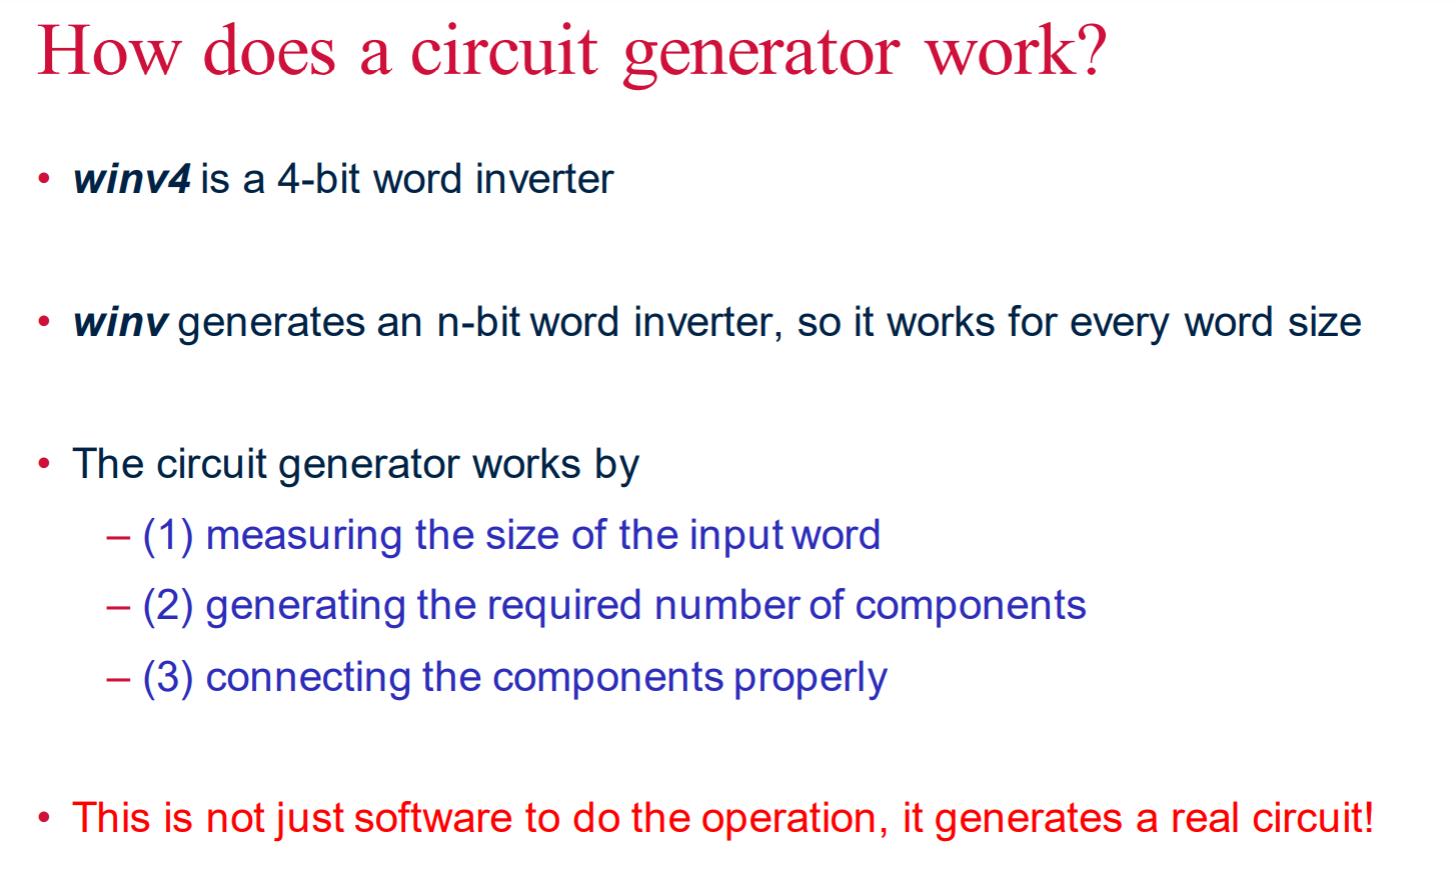 How does a circuit generator work?
• winv4 is a 4-bit word inverter
• winv generates an n-bit word inverter, so it works for every word size
• The circuit generator works by
– (1) measuring the size of the input word
– (2) generating the required number of components
– (3) connecting the components properly
• This is not just software to do the operation, it generates a real circuit!